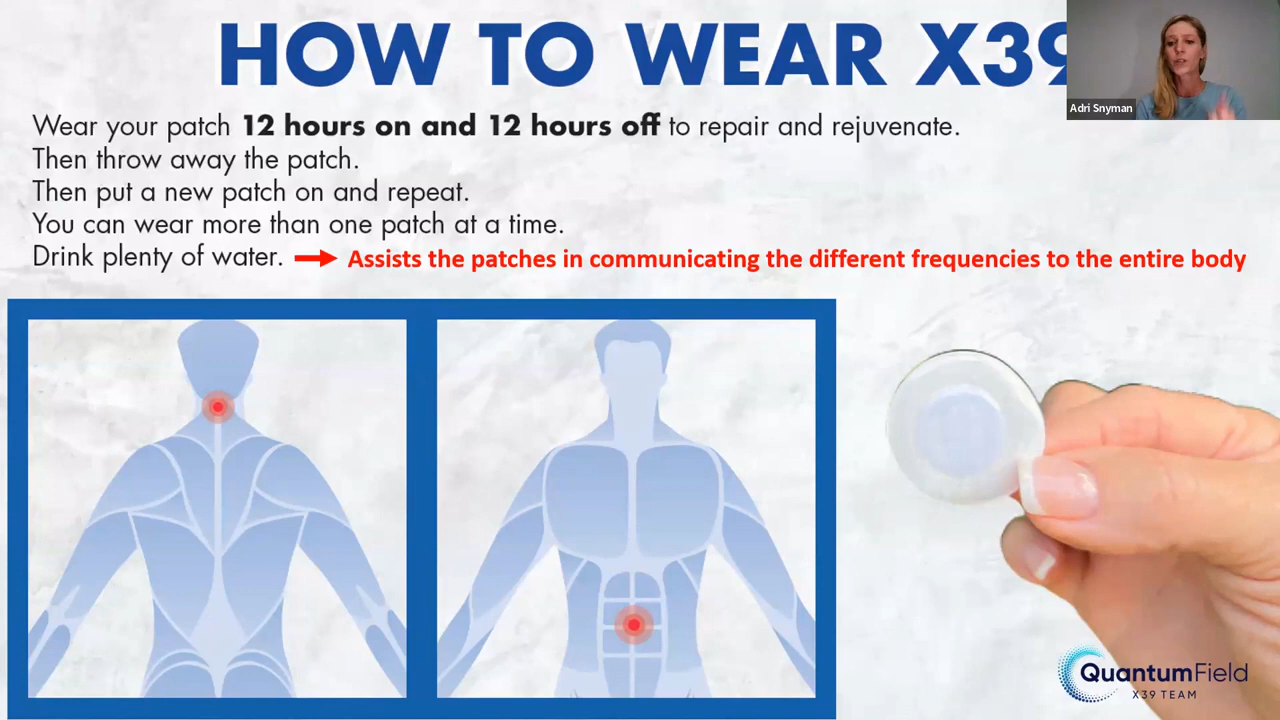 HOW TO WEAR X39
Adri Snyman
Wear your patch 12 hours on and 12 hours off to repair and rejuvenate.
Then throw away the patch.
Then put a new patch on and repeat.
You can wear more than one patch at a time.
Drink plenty of water. Assists the patches in communicating the different frequencies to the entire body
QuantumField
X39 TEAM